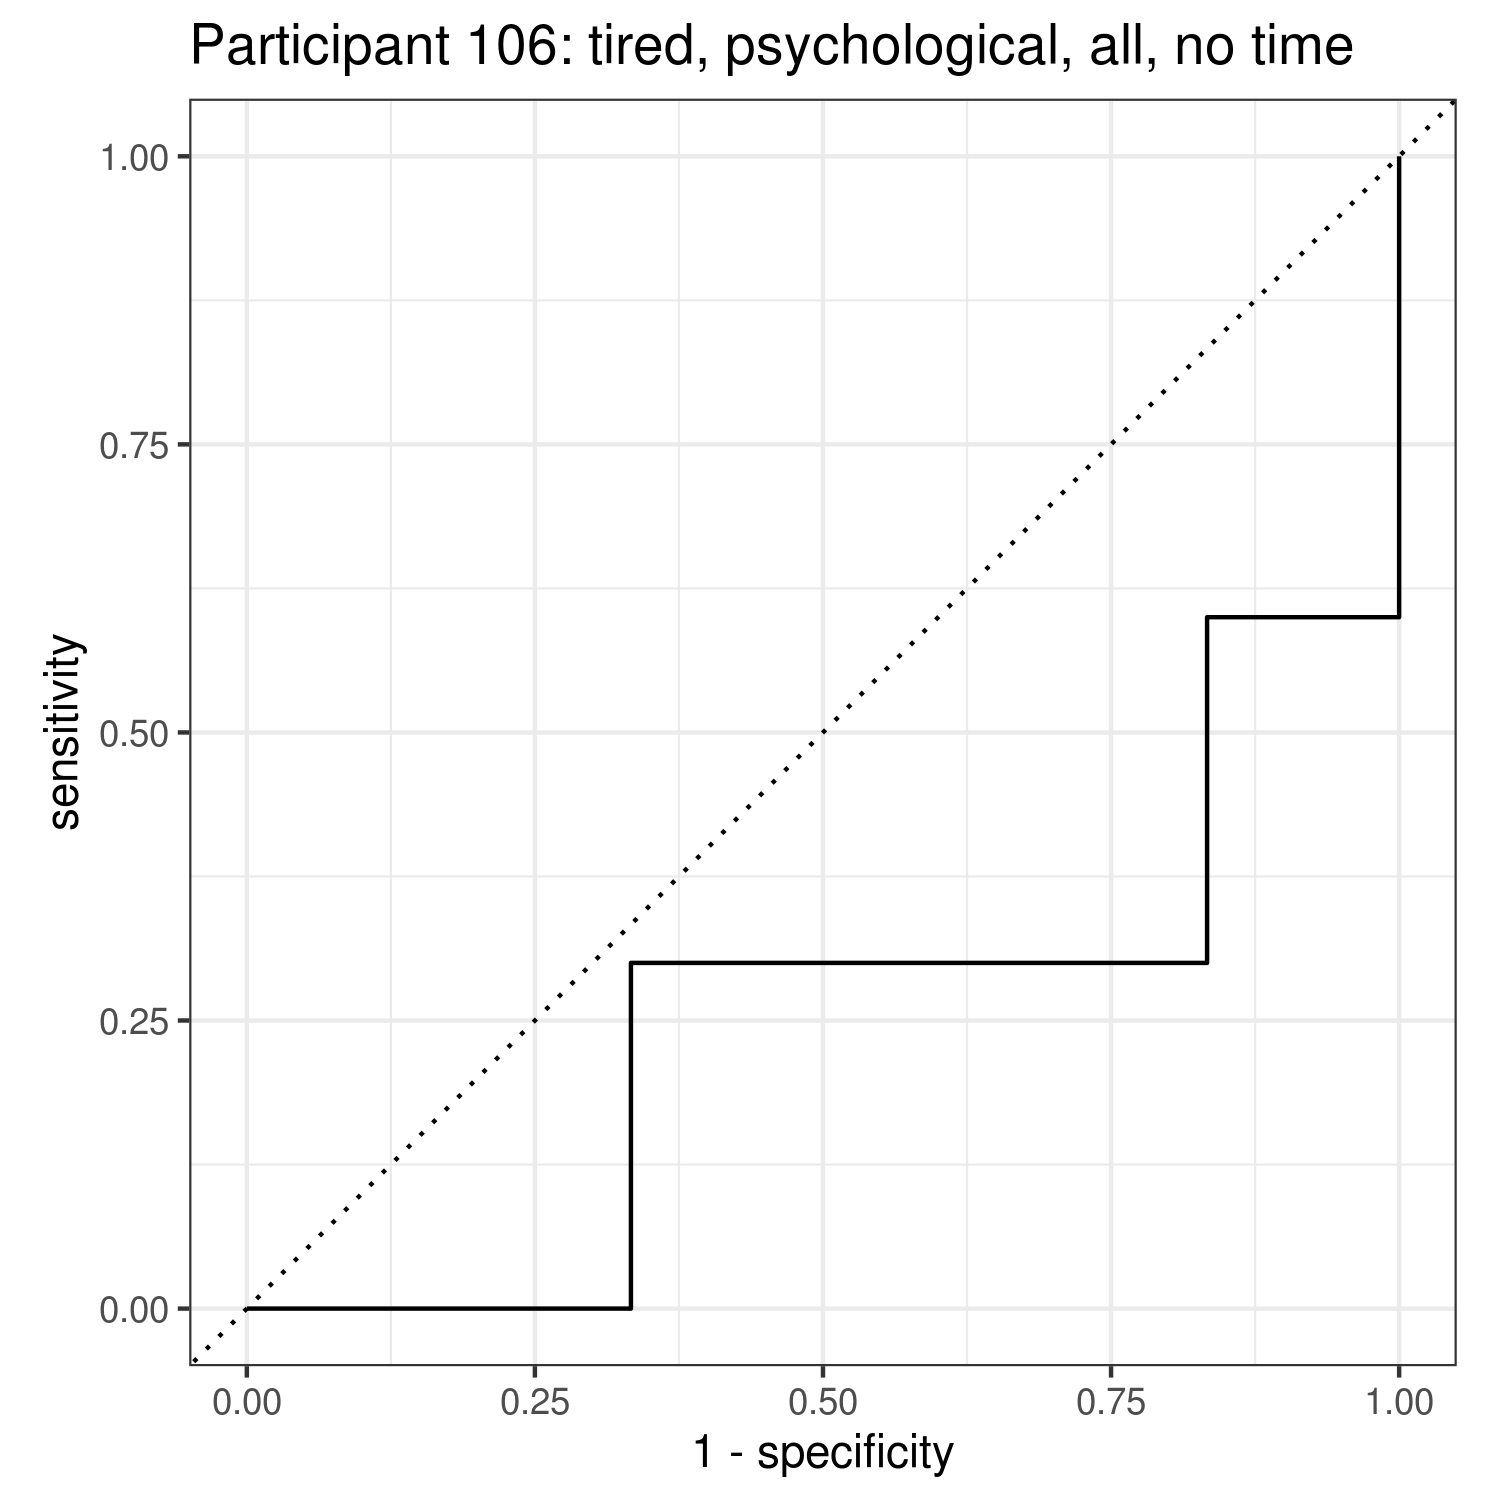 Participant 106: tired, psychological, all, no time
1.00
0.75
0.50
0.25
0.00
sensitivity
0.00 0.25 0.50 0.75 1.00
1 - specificity